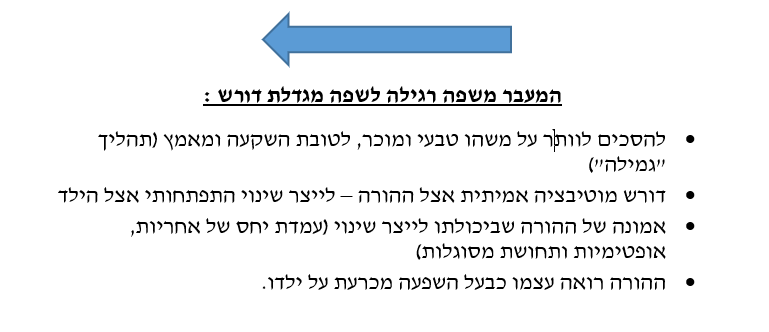 המעבר משפה רגילה לשפה מגדלת דורש :
• להסכים לוותר על משהו טבעי ומוכר, לטובת השקעה ומאמץ (תהליך
"גמילה")
• דורש מוטיבציה אמיתית אצל ההורה – לייצר שינוי התפתחותי אצל הילד
• אמונה של ההורה שביכולתו לייצר שינוי (עמדת יחס של אחריות,
אופטימיות ותחושת מסוגלות)
• ההורה רואה עצמו כבעל השפעה מכרעת על ילדו.